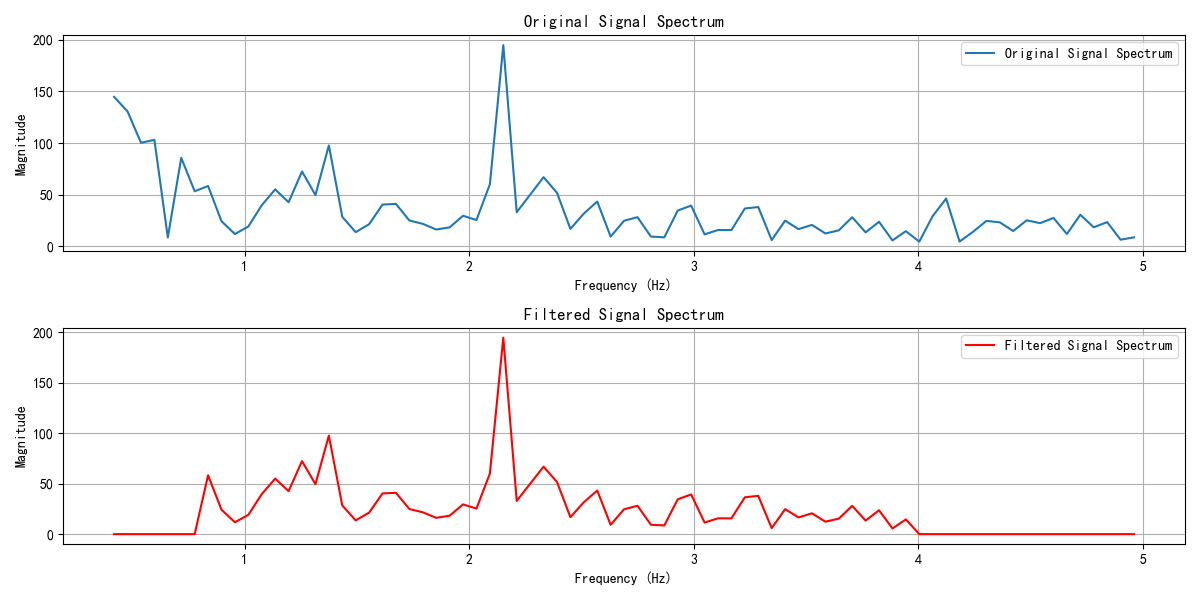 Original Signal Spectrum
200
150
100
50
0
Magnitude
Original Signal Spectrum
1 2 3 4 5
Frequency (Hz)
Filtered Signal Spectrum
200
150
100
50
0
Magnitude
Filtered Signal Spectrum
1 2 3 4 5
Frequency (Hz)